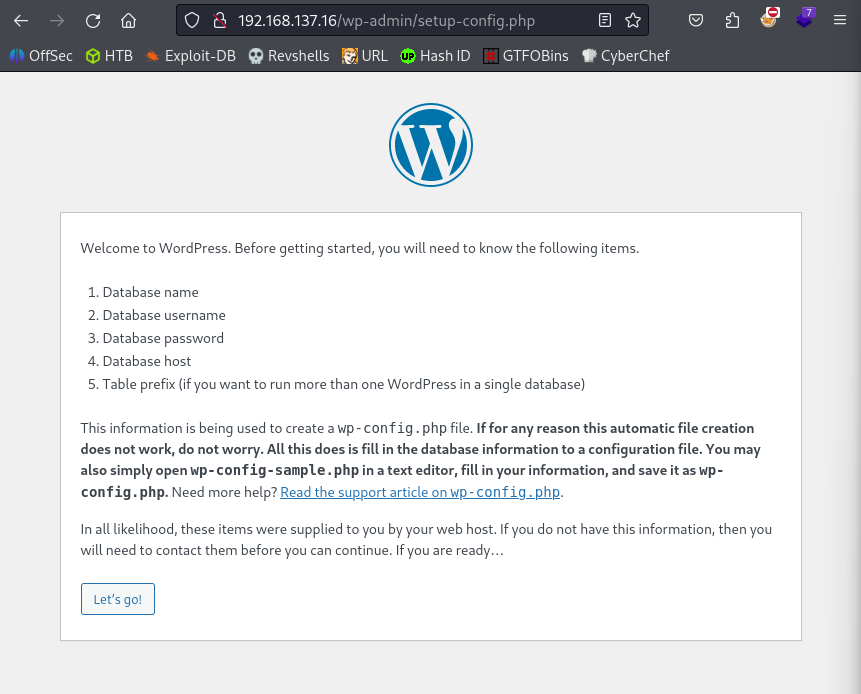 192.168.137.16/wp-admin/setup-config.php
7
OffSec HTB Exploit-DB Revshells URL UP Hash ID GTFOBins CyberChef
W
Welcome to WordPress. Before getting started, you will need to know the following items.
1. Database name
2. Database username
3. Database password
4. Database host
5. Table prefix (if you want to run more than one WordPress in a single database)
This information is being used to create a wp-config.php file. If for any reason this automatic file creation
does not work, do not worry. All this does is fill in the database information to a configuration file. You may
also simply open wp-config-sample.php in a text editor, fill in your information, and save it as wp-
config.php. Need more help? Read the support article on wp-config.php.
In all likelihood, these items were supplied to you by your web host. If you do not have this information, then you
will need to contact them before you can continue. If you are ready…
Let's go!